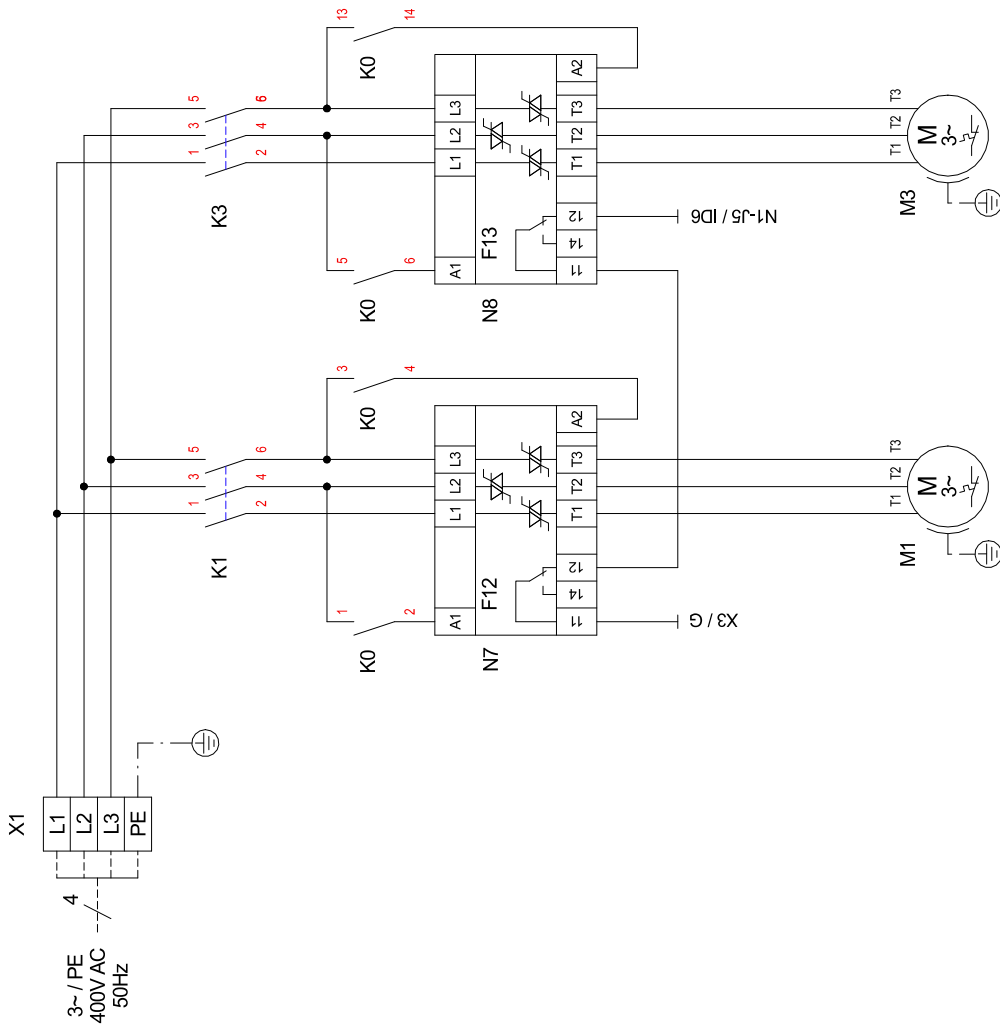 3~ / PE
400V AC
50Hz
4
X1
L1
L2
L3
PE
K1
1
3
5
2
4
6
K0
1
2
K0
3
4
N7
F12
A1
L1
L2
L3
11
14
12
T1
T2
T3
A2
X3 / G
T1
T2
T3
M1
M
3~
K3
1
3
5
2
4
6
K0
5
6
K0
13
14
N8
F13
A1
L1
L2
L3
11
14
12
T1
T2
T3
A2
N1-J5 / ID6
T1
T2
T3
M3
M
3~